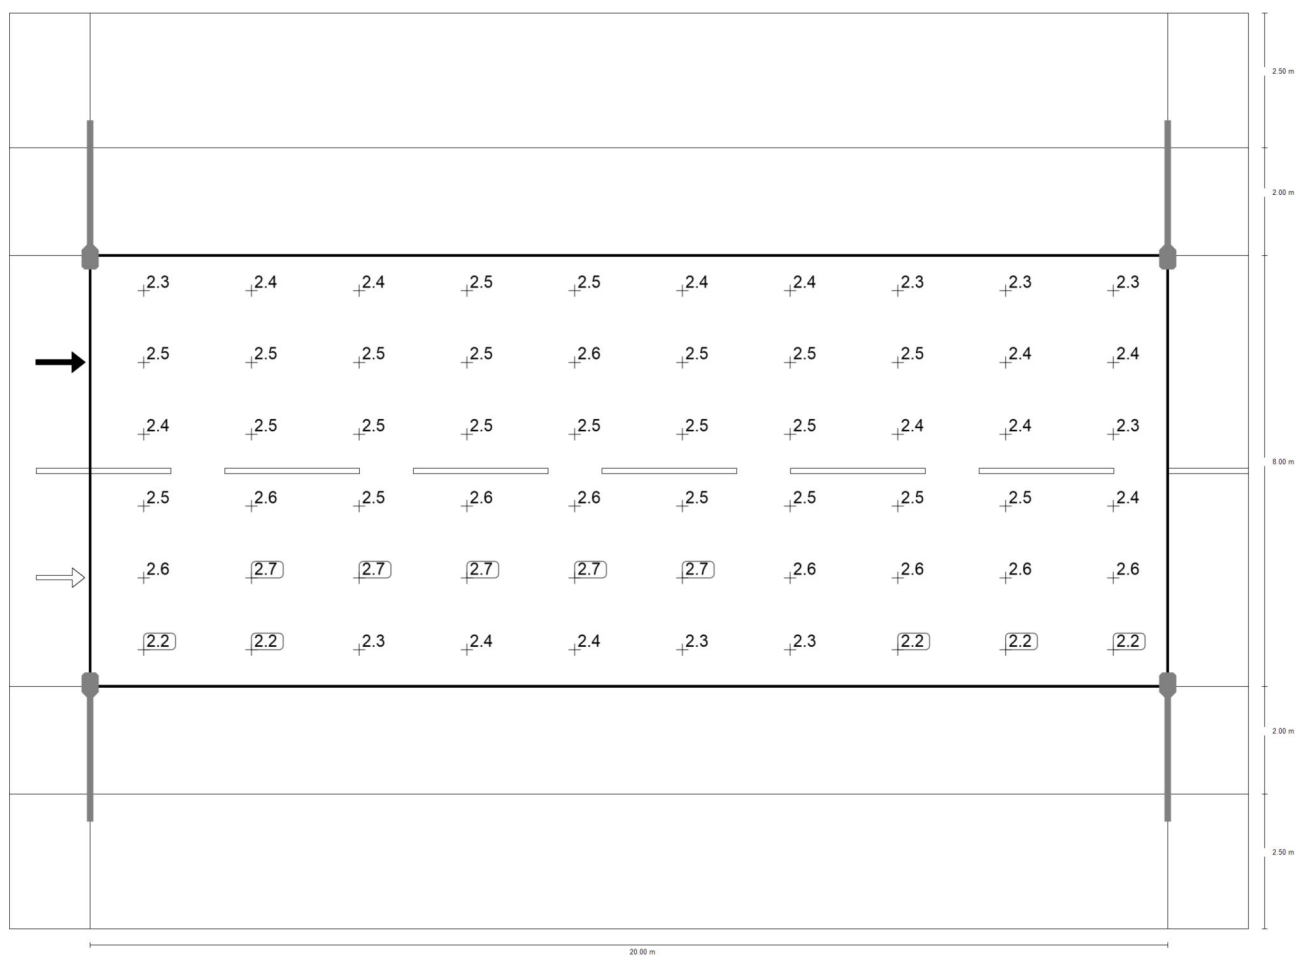 2.50 m
2.00 m
2.3 2.4 2.4 2.5 2.5 2.4 2.4 2.3 2.3 2.3
2.5 2.5 2.5 2.5 2.6 2.5 2.5 2.5 2.4 2.4
2.4 2.5 2.5 2.5 2.5 2.5 2.5 2.4 2.4 2.3
8.00 m
2.5 2.6 2.5 2.6 2.6 2.5 2.5 2.5 2.5 2.4
2.6 2.7 2.7 2.7 2.7 2.7 2.6 2.6 2.6 2.6
2.2 2.2 2.3 2.4 2.4 2.3 2.3 2.2 2.2 2.2
2.00 m
2.50 m
20.00 m